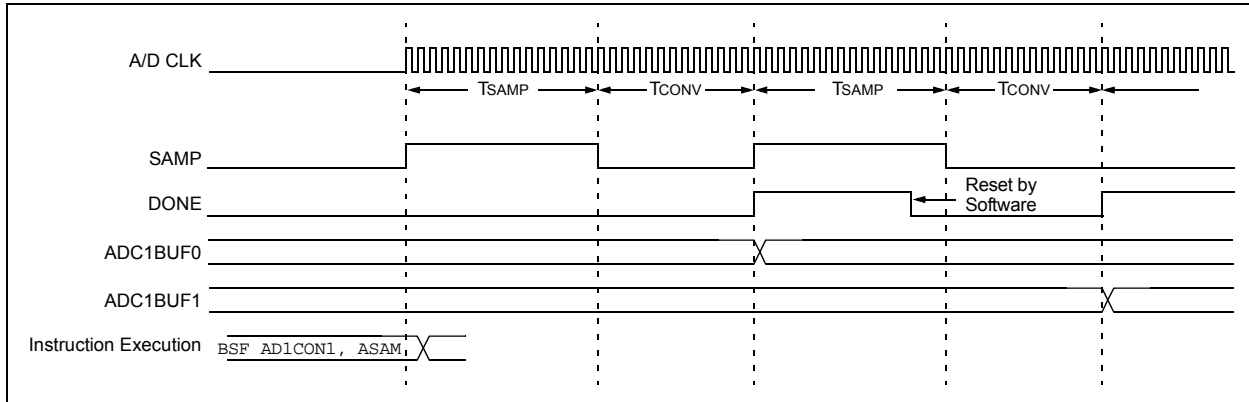 A/D CLK
TSAMP TCONV TSAMP TCONV
SAMP
DONE
Reset by
Software
ADC1BUF0
ADC1BUF1
Instruction Execution BSF AD1CON1, ASAM